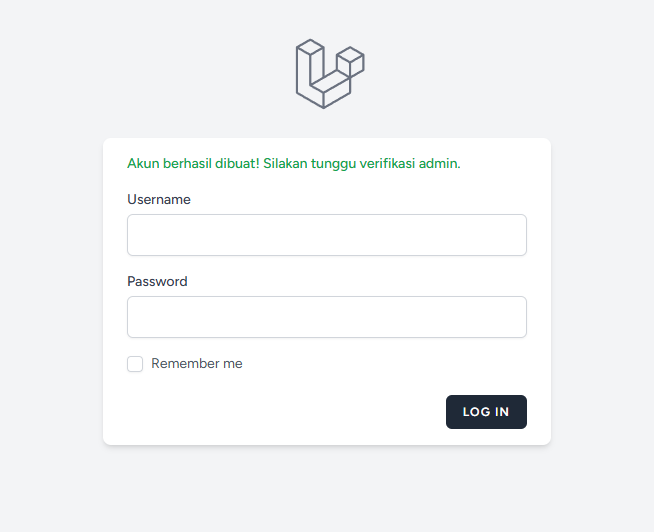 Akun berhasil dibuat! Silakan tunggu verifikasi admin.
Username
Password
Remember me
LOG IN